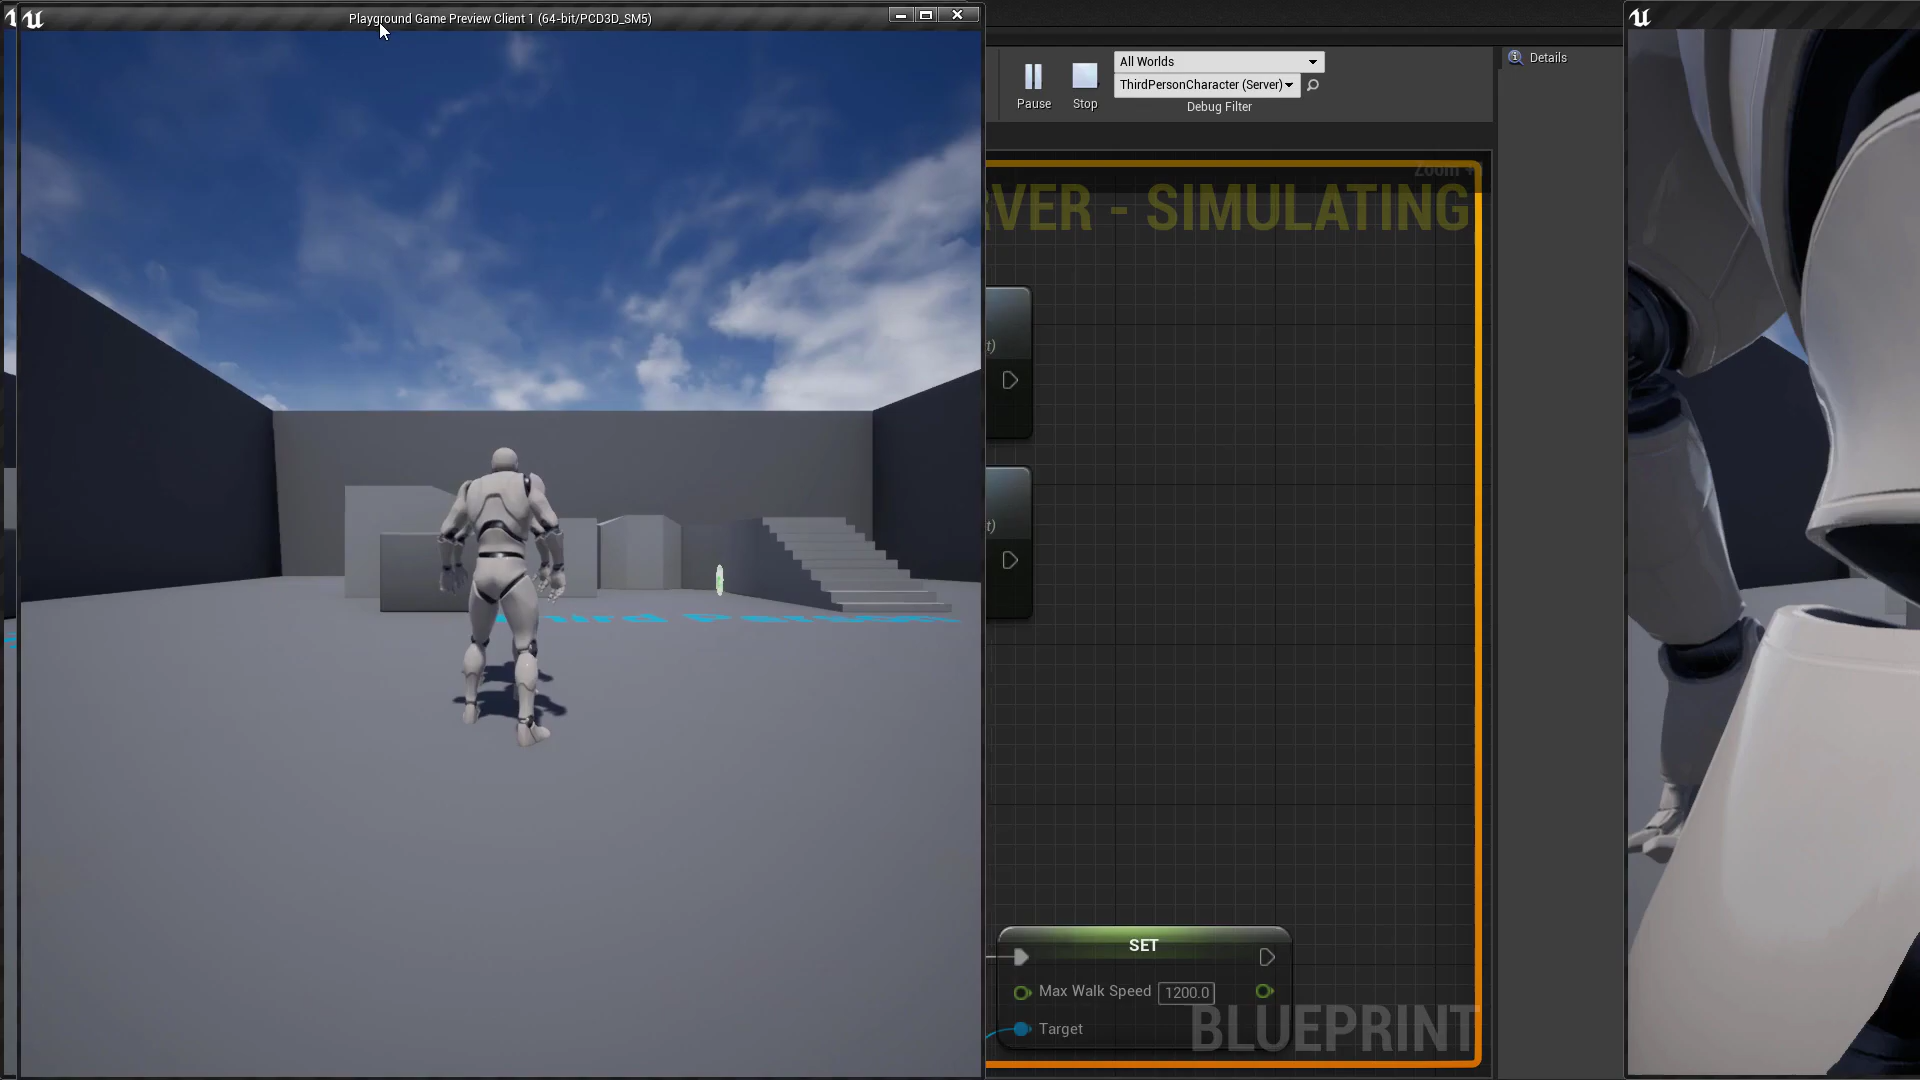 Playground Game Preview Client 1 (64-bit/PCD3D_SM5)
Pause
Stop
All Worlds
ThirdPersonCharacter (Server)
Debug Filter
Details
Zoom
VER - SIMULATING
t)
t)
SET
Max Walk Speed 1200.0
Target
BLUEPRINT